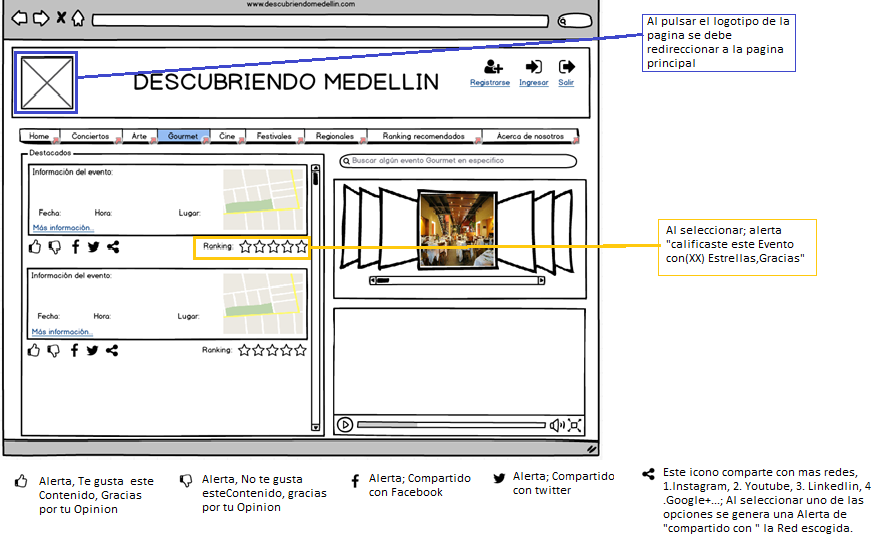 www.descubriendomedellin.com
Al pulsar el logotipo de la
pagina se debe
redireccionar a la pagina
principal
DESCUBRIENDO MEDELLIN
Registrarse Ingresar Salir
Home Conciertos Arte Gourmet Cine Festivales Regionales Ranking recomendados Acerca de nosotros
Destacados
Buscar algún evento Gourmet en especifico
Información del evento:
Fecha: Hora: Lugar:
Más información..
Ranking:
Al seleccionar; alerta
"calificaste este Evento
con(XX) Estrellas,Gracias"
Información del evento:
Fecha: Hora: Lugar:
Más información..
Ranking:
Alerta, Te gusta este
Contenido, Gracias
por tu Opinion
Alerta, No te gusta
esteContenido, gracias
por tu Opinion
Alerta; Compartido
con Facebook
Alerta; Compartido
con twitter
Este icono comparte con mas redes,
1.Instagram, 2. Youtube, 3. Linkedlin, 4
.Google+...; Al seleccionar uno de las
opciones se genera una Alerta de
"compartido con " la Red escogida.